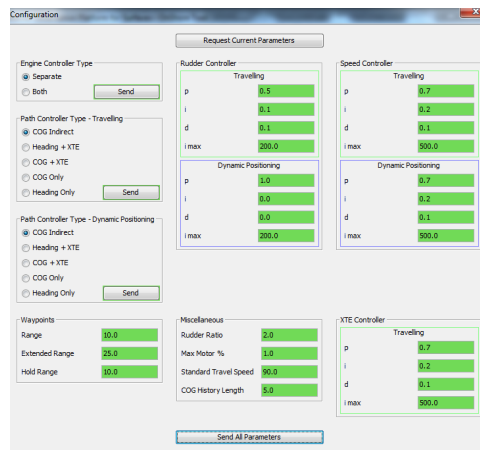 Configuration
Request Current Parameters
Engine Controller Type
Separate
Both Send
Path Controller Type - Travelling
COG Indirect
Heading + XTE
COG + XTE
COG Only
Heading Only Send
Path Controller Type - Dynamic Positioning
COG Indirect
Heading + XTE
COG + XTE
COG Only
Heading Only Send
Rudder Controller
Travelling
p 0.5
i 0.1
d 0.1
i max 200.0
Dynamic Positioning
p 1.0
i 0.0
d 0.0
i max 200.0
Speed Controller
Travelling
p 0.7
i 0.2
d 0.1
i max 500.0
Dynamic Positioning
p 0.7
i 0.2
d 0.1
i max 500.0
Waypoints
Range 10.0
Extended Range 25.0
Hold Range 10.0
Miscellaneous
Rudder Ratio 2.0
Max Motor % 1.0
Standard Travel Speed 90.0
COG History Length 5.0
XTE Controller
Travelling
p 0.7
i 0.2
d 0.1
i max 500.0
Send All Parameters